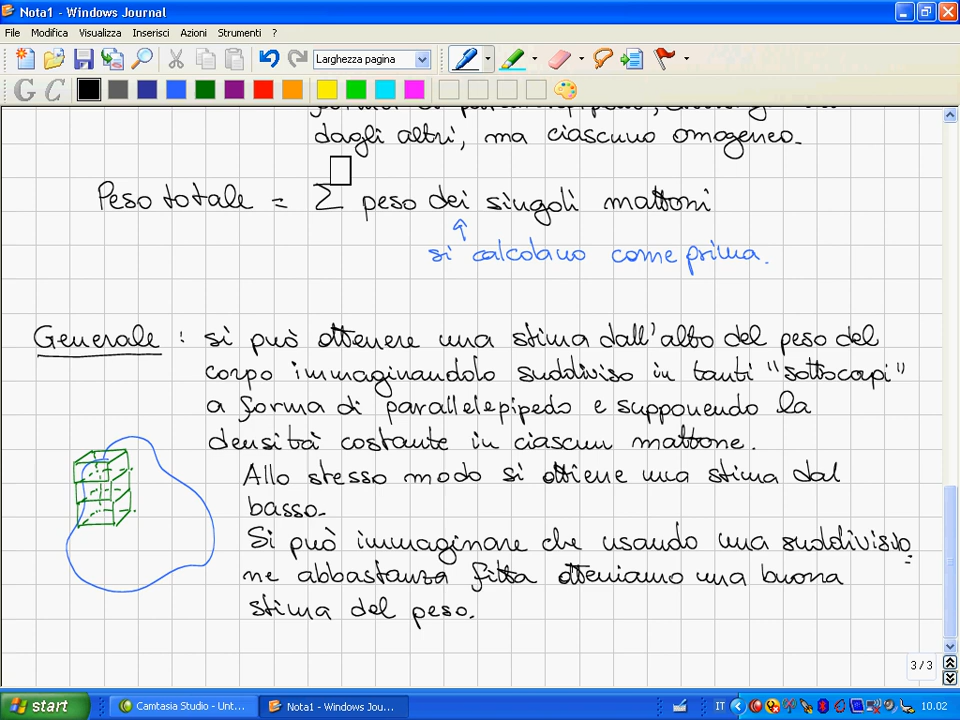 Nota1 - Windows Journal
File Modifica Visualizza Inserisci Azioni Strumenti ?
Larghezza pagina
G C
dagli altri, ma ciascuno omogeneo.
Peso totale = Σ peso dei singoli mattoni
si calcolano come prima.
Generale : si può ottenere una stima dall'alto del peso del
corpo immaginandolo suddiviso in tanti "sottocorpi"
a forma di parallelepipedo e supponendo la
densità costante in ciascun mattone.
Allo stesso modo si ottiene una stima dal
basso.
Si può immaginare che usando una suddivisio
ne abbastanza fitta otteniamo una buona
stima del peso.
3 / 3
start Camtasia Studio - Unt... Nota1 - Windows Jou... IT 10.02